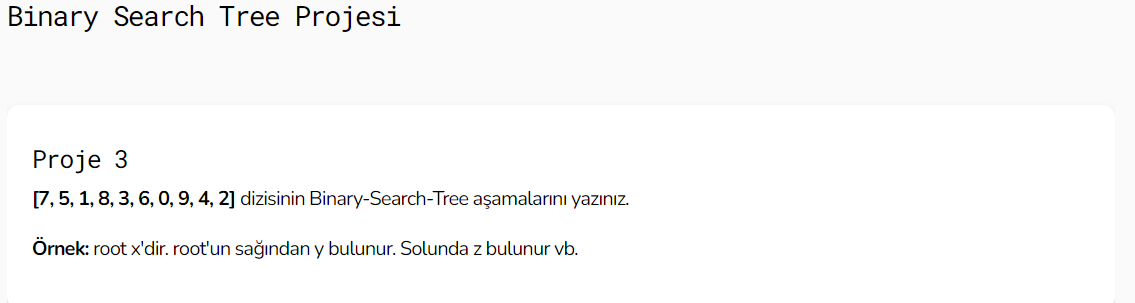 Binary Search Tree Projesi
Proje 3
[7, 5, 1, 8, 3, 6, 0, 9, 4, 2] dizisinin Binary-Search-Tree aşamalarını yazınız.
Örnek: root x'dir. root'un sağından y bulunur. Solunda z bulunur vb.